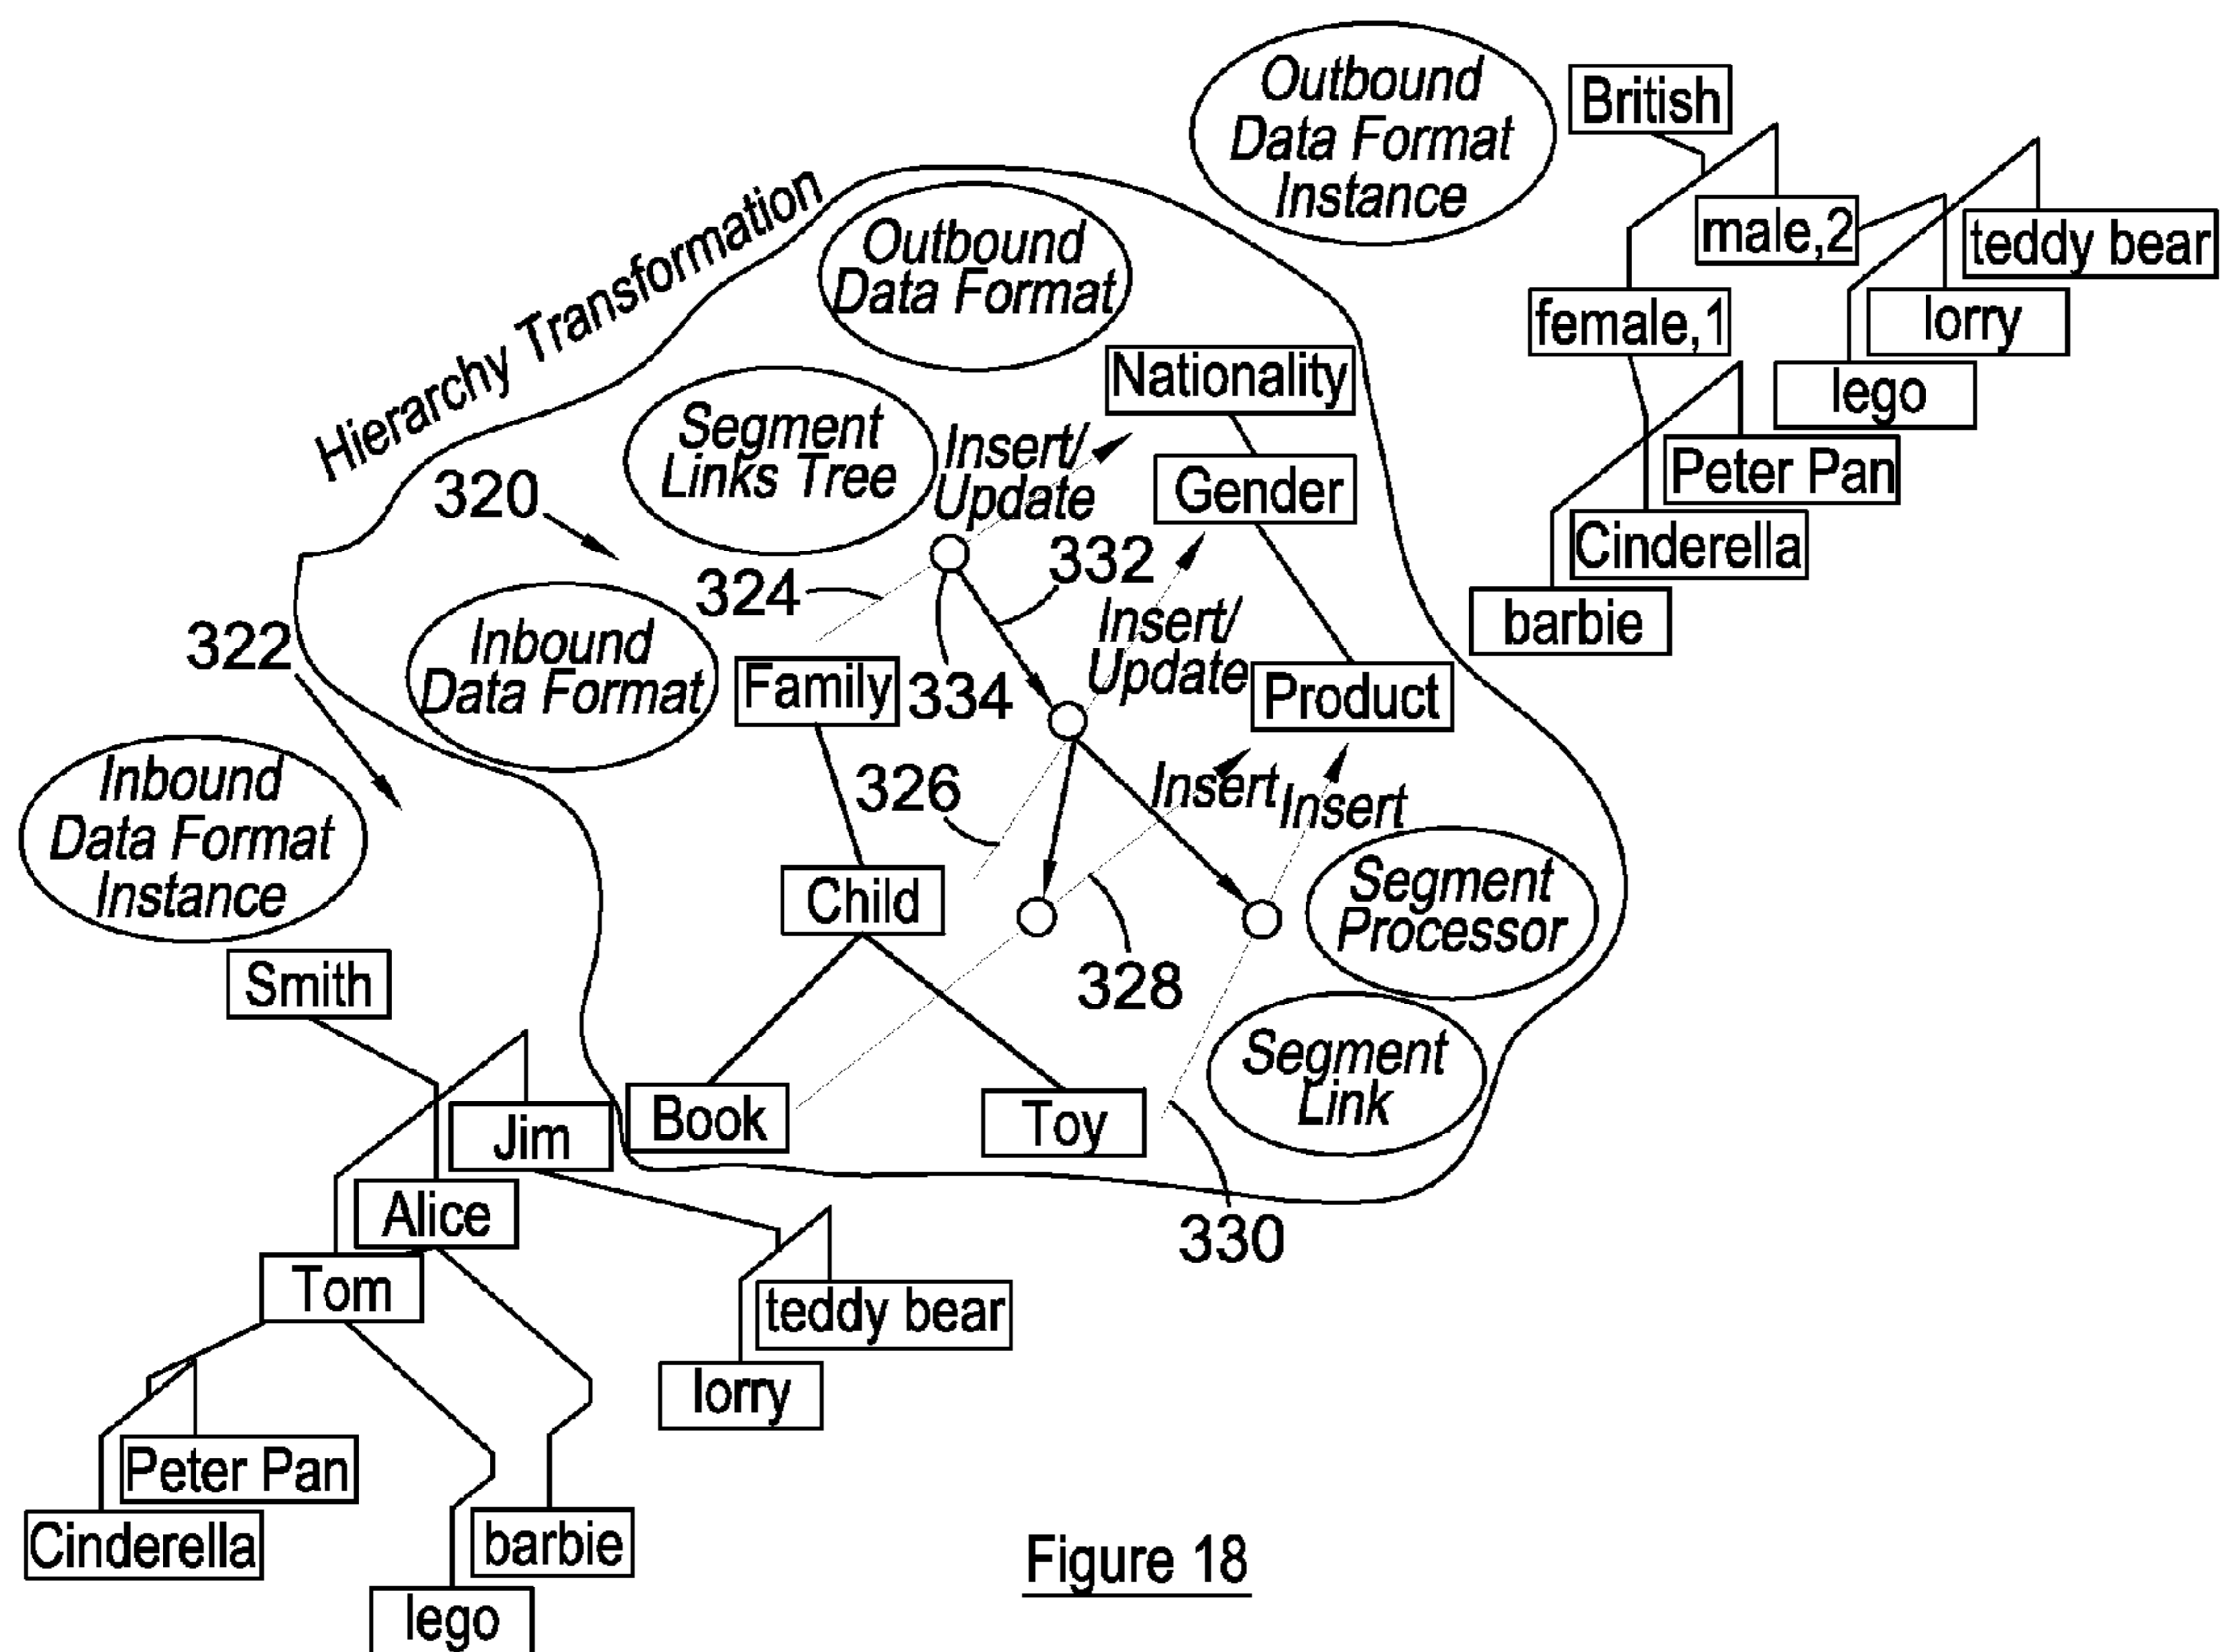 Outbound
Data Format
Instance
British
male,2
teddy bear
female,1
lorry
lego
Peter Pan
Cinderella
barbie
Hierarchy Transformation
Outbound
Data Format
Segment
Links Tree
Nationality
Insert/
Update
Gender
320
324
332
334
Insert/
Update
Product
322
Inbound
Data Format
Family
326
Insert
Insert
Inbound
Data Format
Instance
Child
328
Segment
Processor
Segment
Link
Smith
Jim
Book
Toy
330
Alice
Tom
teddy bear
lorry
Peter Pan
Cinderella
barbie
lego
Figure 18